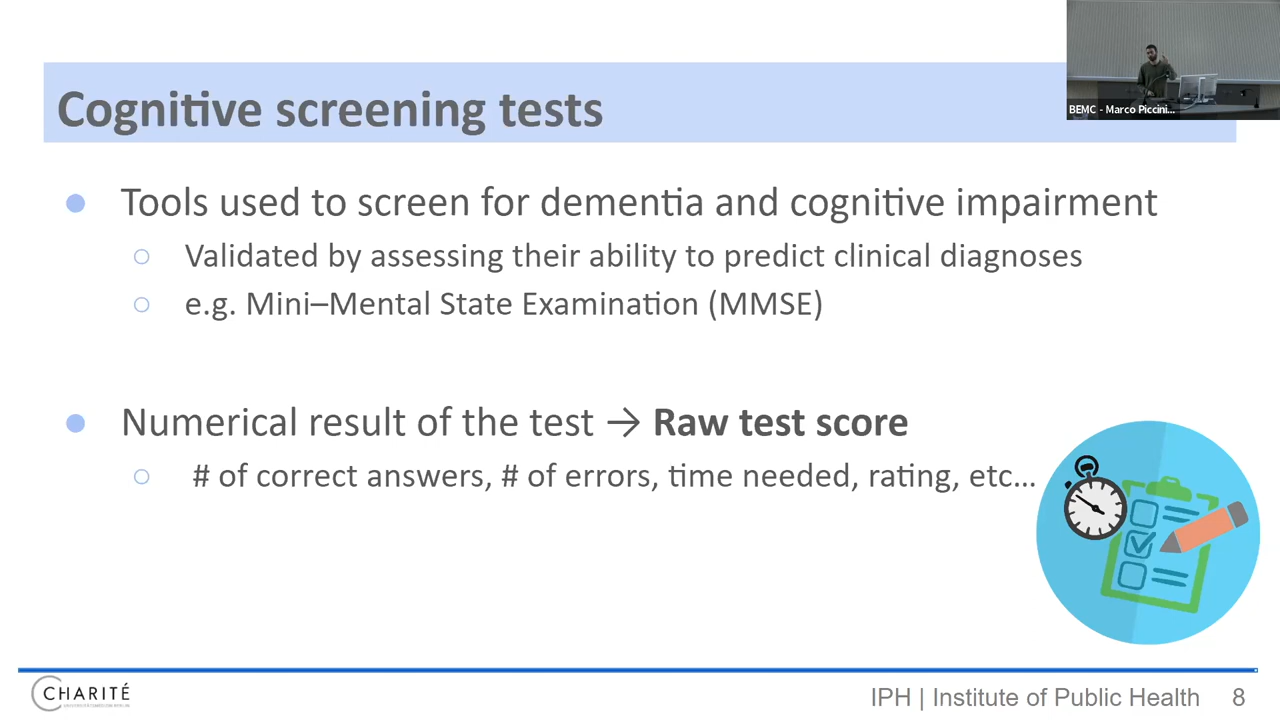 BEMC - Marco Piccini...
Cognitive screening tests
● Tools used to screen for dementia and cognitive impairment
○ Validated by assessing their ability to predict clinical diagnoses
○ e.g. Mini–Mental State Examination (MMSE)
● Numerical result of the test → Raw test score
○ # of correct answers, # of errors, time needed, rating, etc…
CHARITÉ
IPH | Institute of Public Health 8